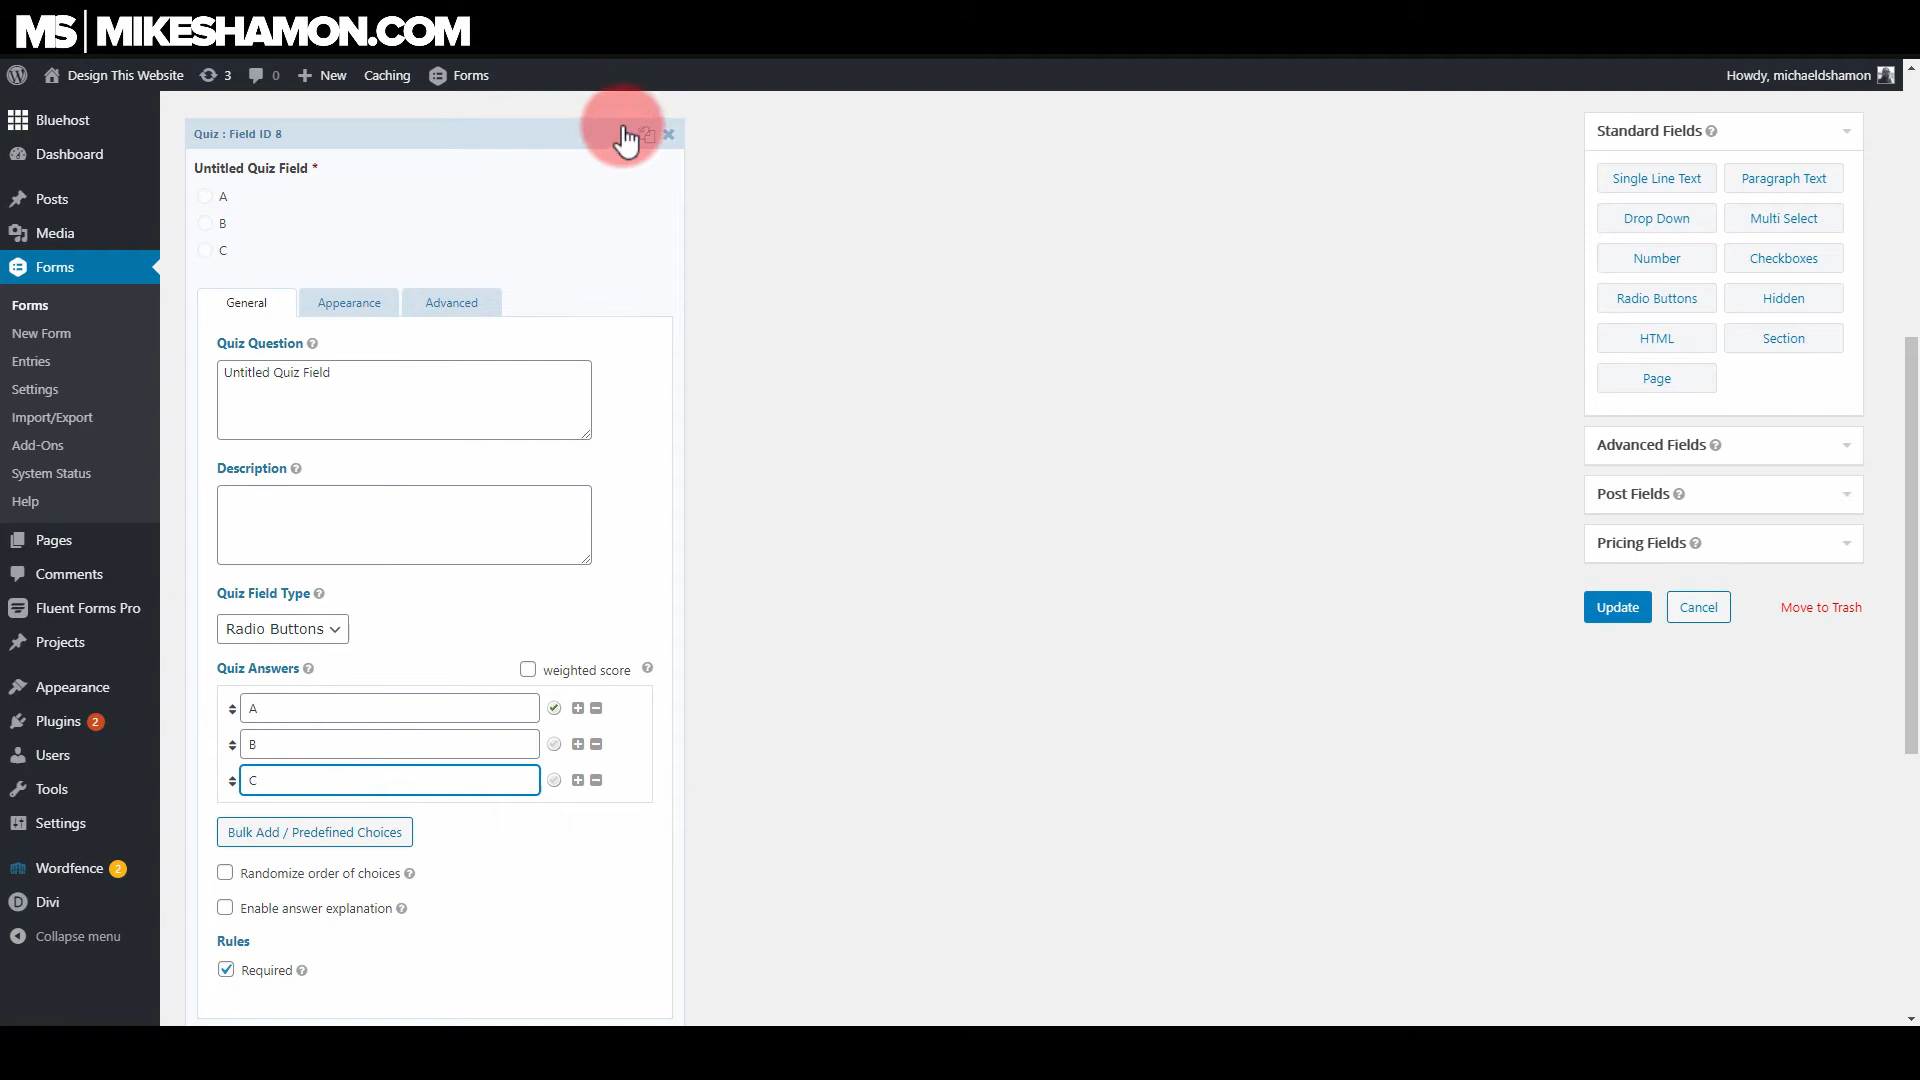 MS | MIKESHAMON.COM
Design This Website 3 0 New Caching Forms Howdy, michaeldshamon
Bluehost
Dashboard
Posts
Media
Forms
Forms
New Form
Entries
Settings
Import/Export
Add-Ons
System Status
Help
Pages
Comments
Fluent Forms Pro
Projects
Appearance
Plugins 2
Users
Tools
Settings
Wordfence 2
Divi
Collapse menu
Quiz : Field ID 8
Untitled Quiz Field *
A
B
C
General Appearance Advanced
Quiz Question
Untitled Quiz Field
Description
Quiz Field Type
Radio Buttons
Quiz Answers weighted score
A
B
C
Bulk Add / Predefined Choices
Randomize order of choices
Enable answer explanation
Rules
Required
Standard Fields
Single Line Text Paragraph Text
Drop Down Multi Select
Number Checkboxes
Radio Buttons Hidden
HTML Section
Page
Advanced Fields
Post Fields
Pricing Fields
Update Cancel Move to Trash